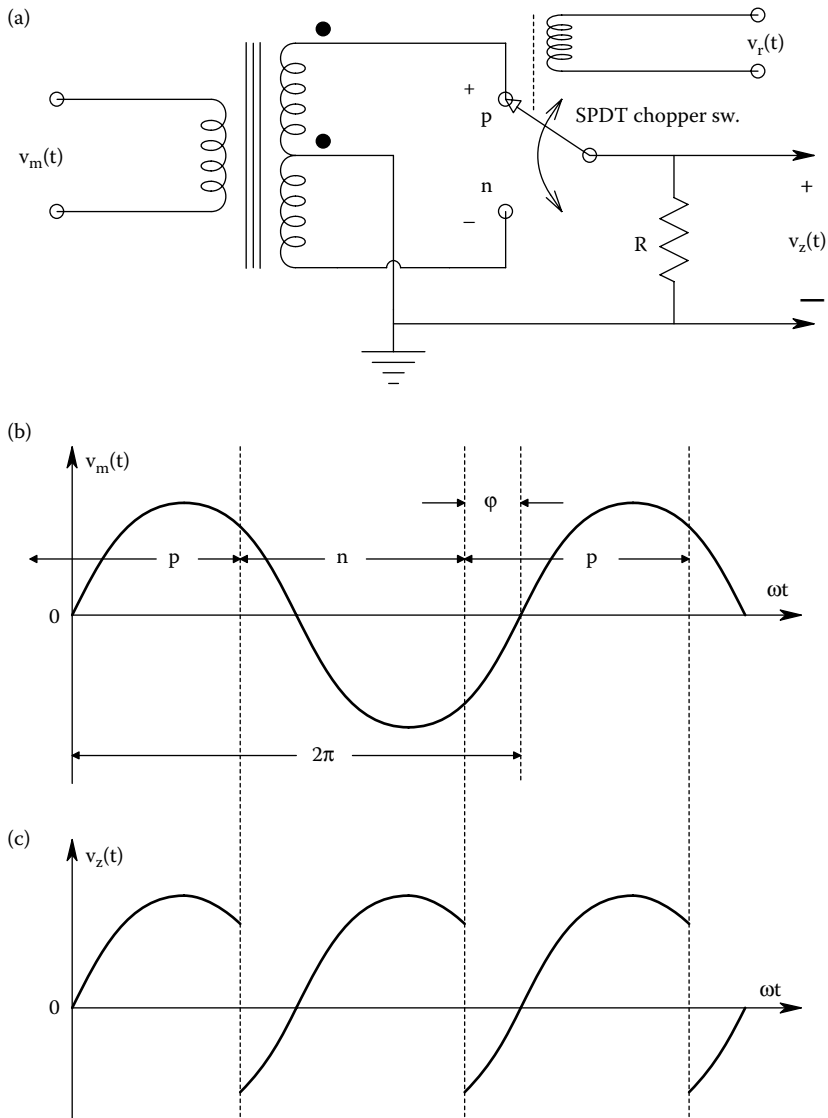 (a)
v_r(t)
+
p
SPDT chopper sw.
v_m(t)
n
+
−
R
v_z(t)
−
(b)
v_m(t)
φ
p
n
p
ωt
0
2π
(c)
v_z(t)
0
ωt